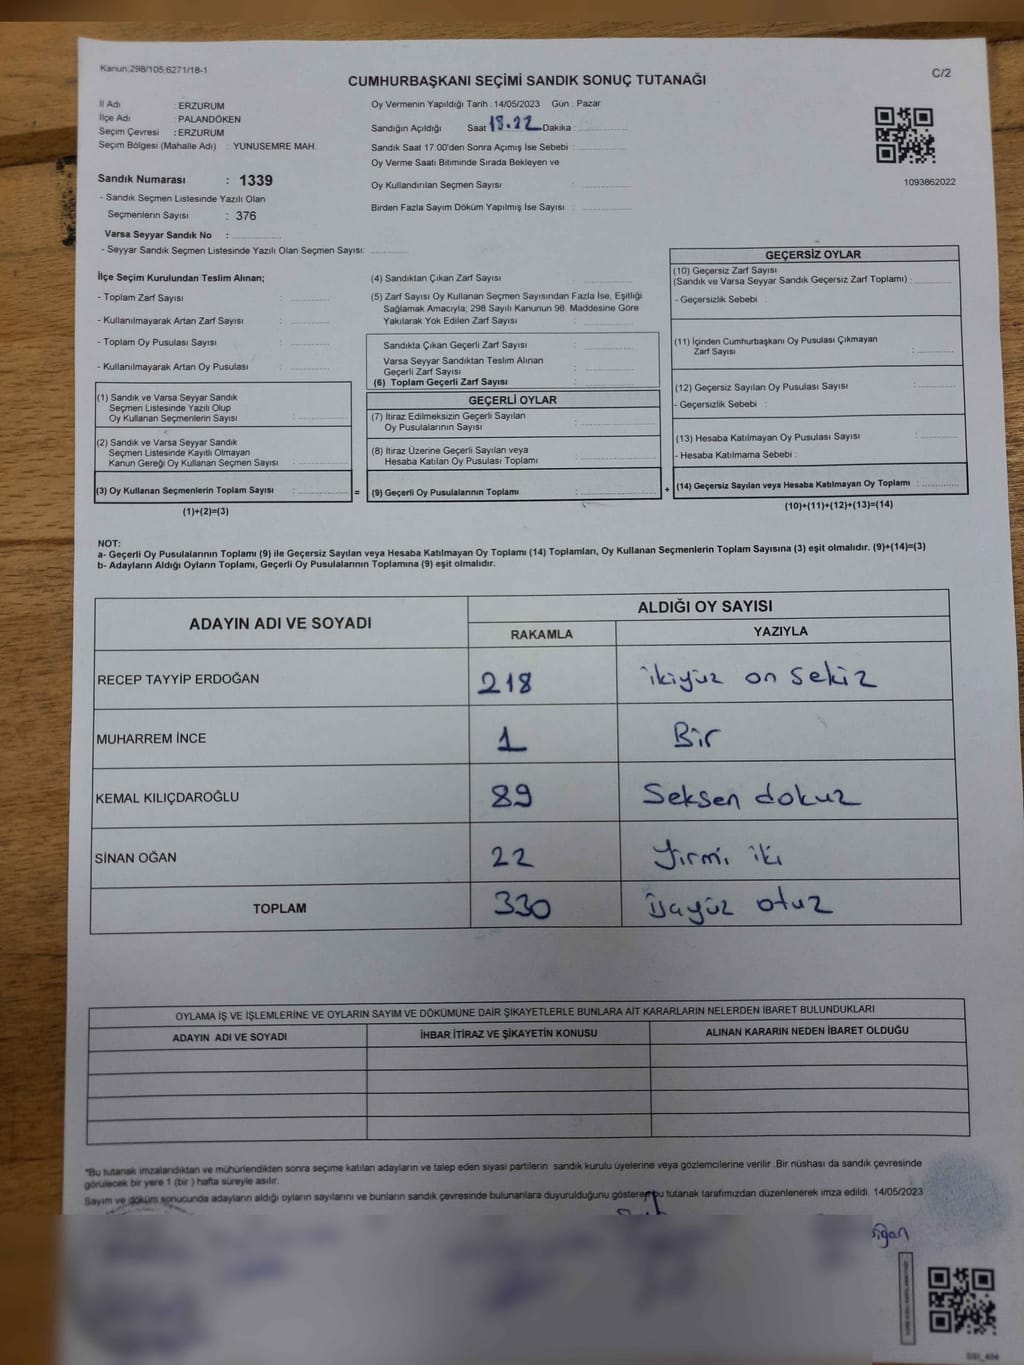 Kanun:298/105;6271/18-1
C/2
CUMHURBAŞKANI SEÇİMİ SANDIK SONUÇ TUTANAĞI
İl Adı : ERZURUM
İlçe Adı : PALANDÖKEN
Seçim Çevresi : ERZURUM
Seçim Bölgesi (Mahalle Adı) : YUNUSEMRE MAH.
Sandık Numarası : 1339
- Sandık Seçmen Listesinde Yazılı Olan
Seçmenlerin Sayısı : 376
Varsa Seyyar Sandık No :
- Seyyar Sandık Seçmen Listesinde Yazılı Olan Seçmen Sayısı:
Oy Vermenin Yapıldığı Tarih : 14/05/2023 Gün : Pazar
Sandığın Açıldığı Saat 18.22 Dakika :
Sandık Saat 17:00'den Sonra Açımış İse Sebebi :
Oy Verme Saati Bitiminde Sırada Bekleyen ve
Oy Kullandırılan Seçmen Sayısı :
Birden Fazla Sayım Döküm Yapılmış İse Sayısı :
1093862022
İlçe Seçim Kurulundan Teslim Alınan;
- Toplam Zarf Sayısı :
- Kullanılmayarak Artan Zarf Sayısı :
- Toplam Oy Pusulası Sayısı :
- Kullanılmayarak Artan Oy Pusulası :
(1) Sandık ve Varsa Seyyar Sandık
Seçmen Listesinde Yazılı Olup
Oy Kullanan Seçmenlerin Sayısı :
(2) Sandık ve Varsa Seyyar Sandık
Seçmen Listesinde Kayıtlı Olmayan
Kanun Gereği Oy Kullanan Seçmen Sayısı :
(3) Oy Kullanan Seçmenlerin Toplam Sayısı : =
(1)+(2)=(3)
(4) Sandıktan Çıkan Zarf Sayısı :
(5) Zarf Sayısı Oy Kullanan Seçmen Sayısından Fazla İse, Eşitliği
Sağlamak Amacıyla; 298 Sayılı Kanunun 98. Maddesine Göre
Yakılarak Yok Edilen Zarf Sayısı :
Sandıkta Çıkan Geçerli Zarf Sayısı :
Varsa Seyyar Sandıktan Teslim Alınan
Geçerli Zarf Sayısı :
(6) Toplam Geçerli Zarf Sayısı :
GEÇERLİ OYLAR
(7) İtiraz Edilmeksizin Geçerli Sayılan
Oy Pusulalarının Sayısı :
(8) İtiraz Üzerine Geçerli Sayılan veya
Hesaba Katılan Oy Pusulası Toplamı :
(9) Geçerli Oy Pusulalarının Toplamı : +
GEÇERSİZ OYLAR
(10) Geçersiz Zarf Sayısı
(Sandık ve Varsa Seyyar Sandık Geçersiz Zarf Toplamı) :
- Geçersizlik Sebebi :
(11) İçinden Cumhurbaşkanı Oy Pusulası Çıkmayan
Zarf Sayısı :
(12) Geçersiz Sayılan Oy Pusulası Sayısı :
- Geçersizlik Sebebi :
(13) Hesaba Katılmayan Oy Pusulası Sayısı :
- Hesaba Katılmama Sebebi :
(14) Geçersiz Sayılan veya Hesaba Katılmayan Oy Toplamı :
(10)+(11)+(12)+(13)=(14)
NOT:
a- Geçerli Oy Pusulalarının Toplamı (9) ile Geçersiz Sayılan veya Hesaba Katılmayan Oy Toplamı (14) Toplamları, Oy Kullanan Seçmenlerin Toplam Sayısına (3) eşit olmalıdır. (9)+(14)=(3)
b- Adayların Aldığı Oyların Toplamı, Geçerli Oy Pusulalarının Toplamına (9) eşit olmalıdır.
ADAYIN ADI VE SOYADI
ALDIĞI OY SAYISI
RAKAMLA YAZIYLA
RECEP TAYYİP ERDOĞAN 218 ikiyüz on sekiz
MUHARREM İNCE 1 Bir
KEMAL KILIÇDAROĞLU 89 Seksen dokuz
SİNAN OĞAN 22 yirmi iki
TOPLAM 330 üçyüz otuz
OYLAMA İŞ VE İŞLEMLERİNE VE OYLARIN SAYIM VE DÖKÜMÜNE DAİR ŞİKAYETLERLE BUNLARA AİT KARARLARIN NELERDEN İBARET BULUNDUKLARI
ADAYIN ADI VE SOYADI İHBAR İTİRAZ VE ŞİKAYETİN KONUSU ALINAN KARARIN NEDEN İBARET OLDUĞU
*Bu tutanak imzalandıktan ve mühürlendikten sonra seçime katılan adayların ve talep eden siyasi partilerin sandık kurulu üyelerine veya gözlemcilerine verilir .Bir nüshası da sandık çevresinde
görülecek bir yere 1 (bir ) hafta süreyle asılır.
Sayım ve döküm sonucunda adayların aldığı oyların sayılarını ve bunların sandık çevresinde bulunanlara duyurulduğunu gösteren bu tutanak tarafımızdan düzenlenerek imza edildi. 14/05/2023